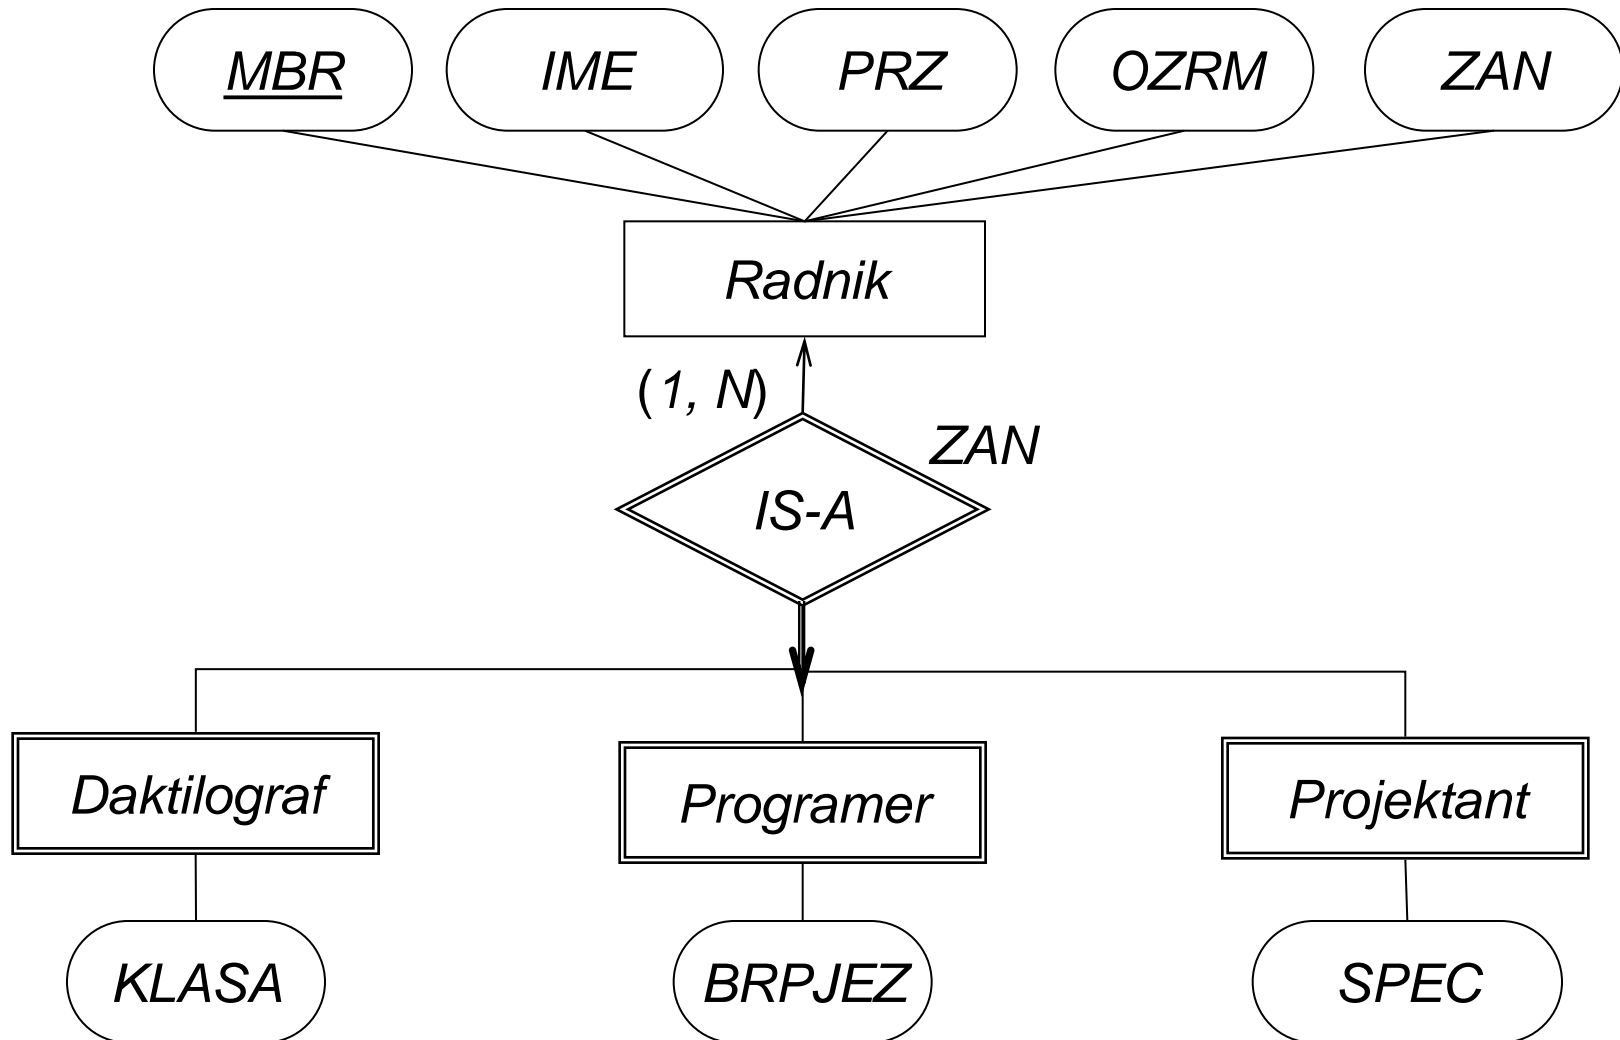 MBR
IME
PRZ
OZRM
ZAN
Radnik
(1, N)
ZAN
IS-A
Daktilograf
Programer
Projektant
KLASA
BRPJEZ
SPEC